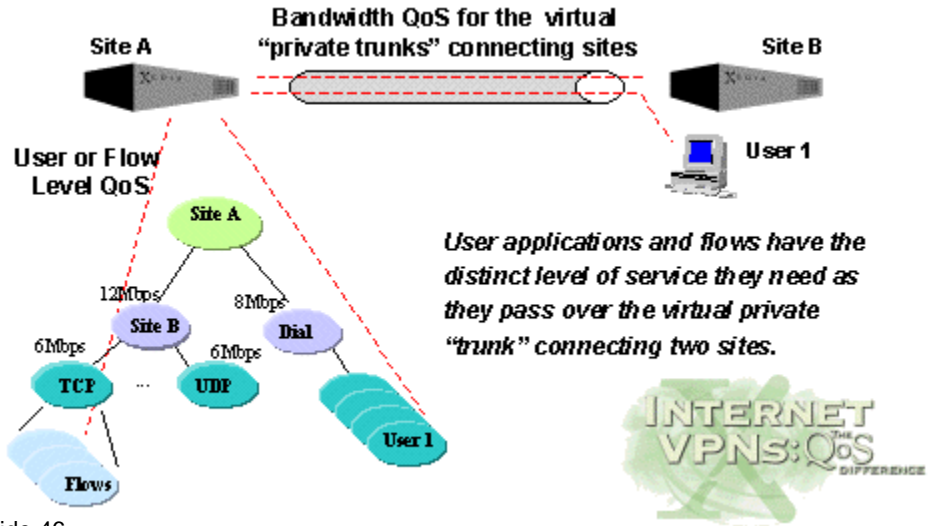 Bandwidth QoS for the virtual
“private trunks” connecting sites
Site A
Site B
User 1
User or Flow
Level QoS
Site A
12Mbps
8Mbps
Site B
Dial
6Mbps
6Mbps
TCP
...
UDP
User 1
Flows
User applications and flows have the
distinct level of service they need as
they pass over the virtual private
“trunk” connecting two sites.
INTERNET
VPNS: THE QoS
DIFFERENCE